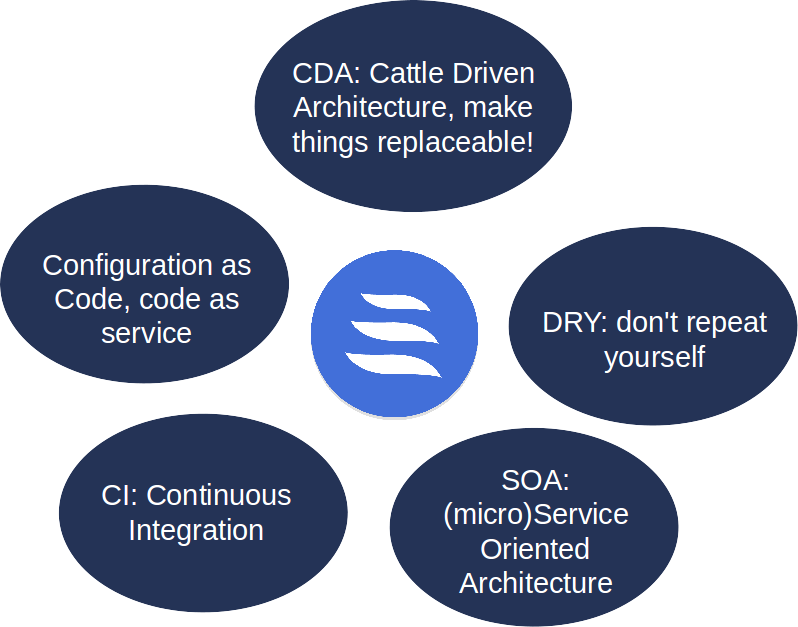 CDA: Cattle Driven
Architecture, make
things replaceable!
Configuration as
Code, code as
service
DRY: don't repeat
yourself
CI: Continuous
Integration
SOA:
(micro)Service
Oriented
Architecture